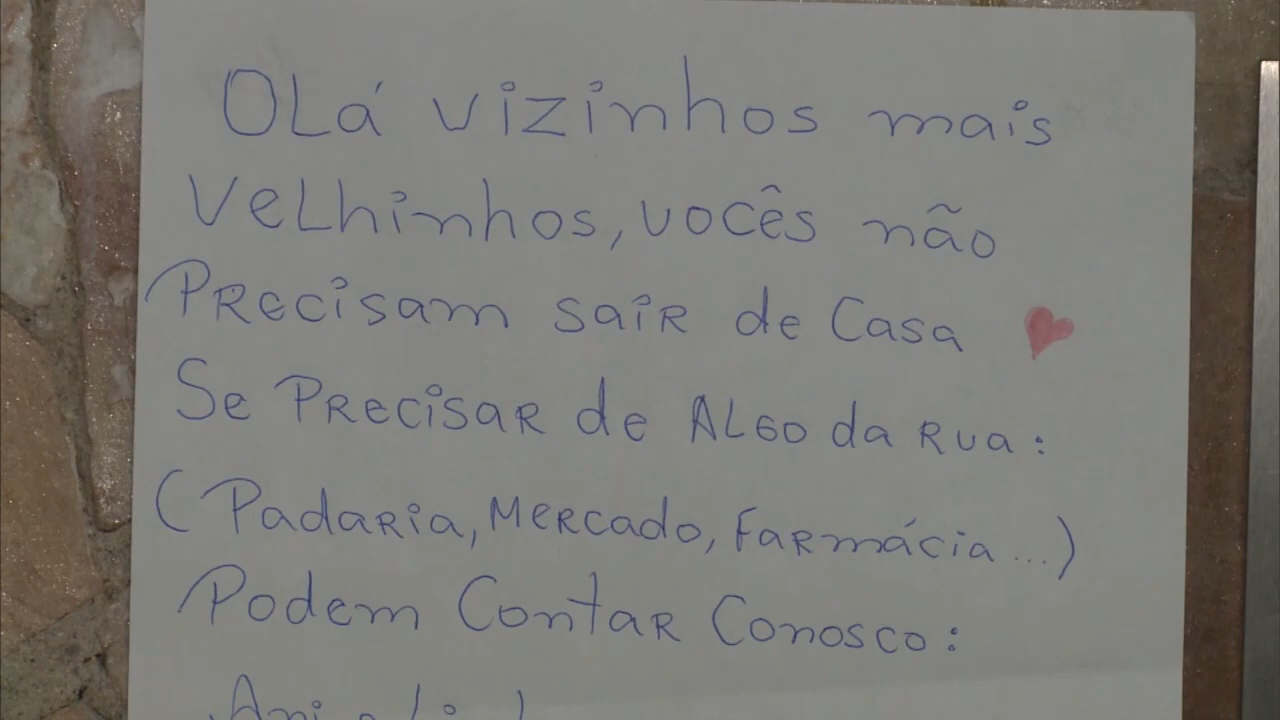 Olá vizinhos mais
velhinhos, vocês não
Precisam sair de Casa
Se Precisar de Algo da Rua:
(Padaria, Mercado, Farmácia...)
Podem Contar Conosco: